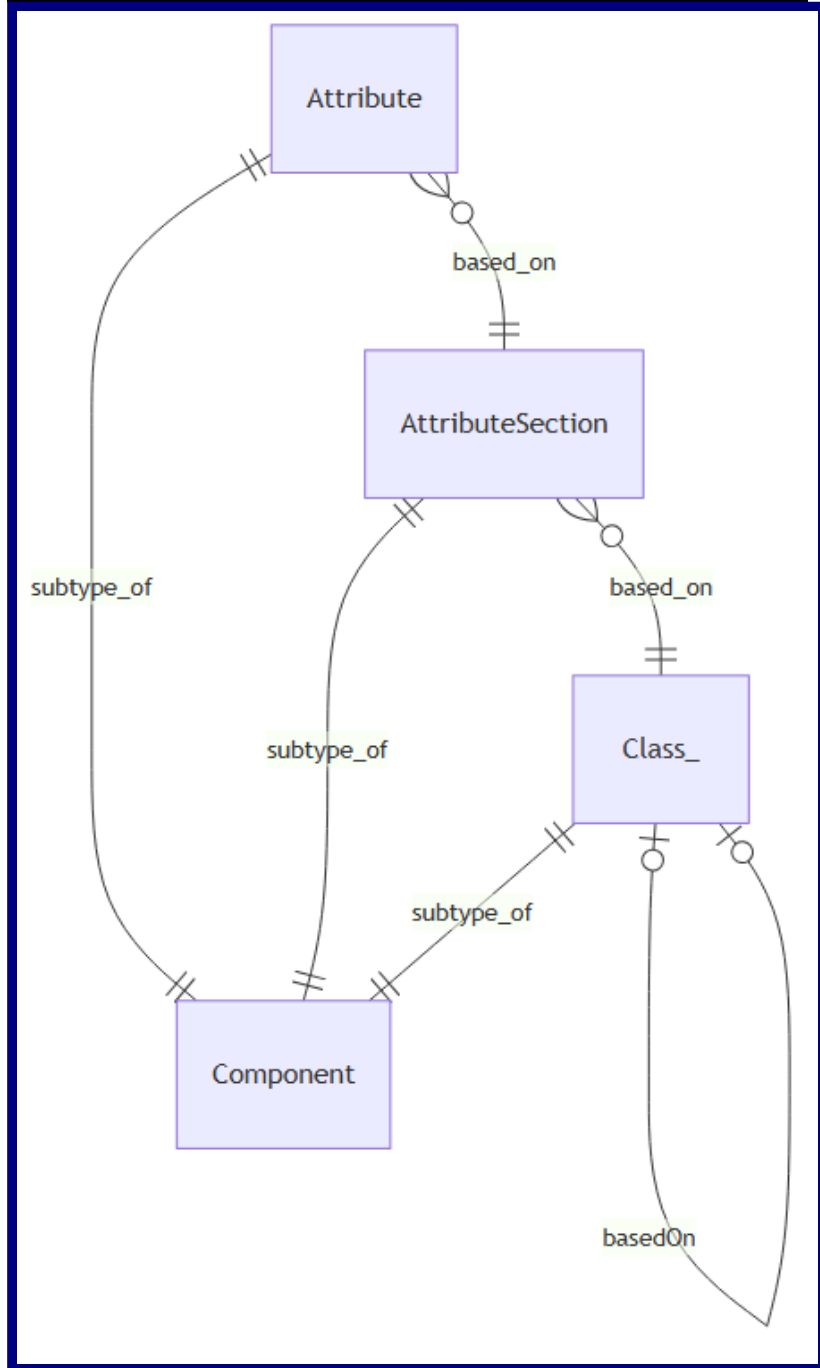 Attribute
based_on
AttributeSection
subtype_of
based_on
subtype_of
Class_
subtype_of
Component
basedOn